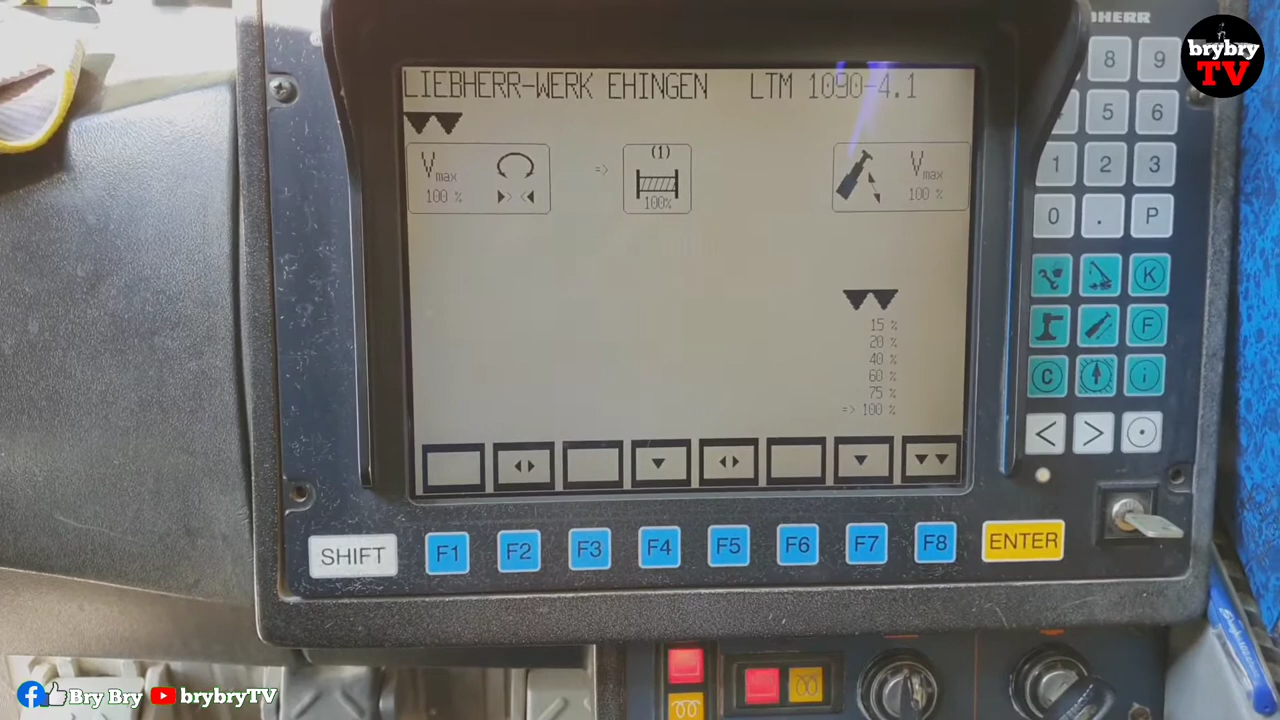 LIEBHERR-WERK EHINGEN LTM 1090-4.1
Vmax
100 %
=>
(1)
100%
Vmax
100 %
15 %
20 %
40 %
60 %
75 %
=> 100 %
SHIFT
F1
F2
F3
F4
F5
F6
F7
F8
ENTER
8
9
5
6
1
2
3
0
.
P
K
F
C
i
<
>
brybry
TV
Bry Bry
brybryTV